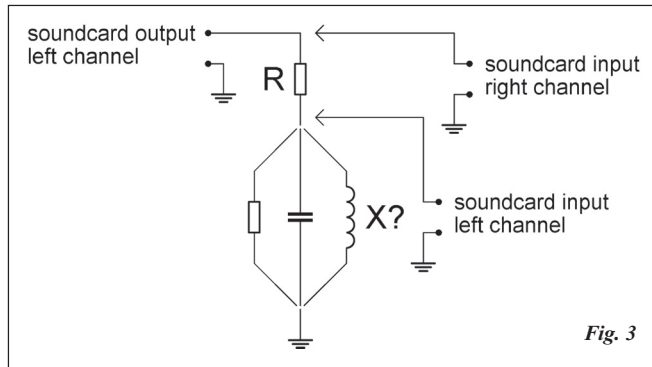 soundcard output
left channel
R
soundcard input
right channel
X?
soundcard input
left channel
Fig. 3